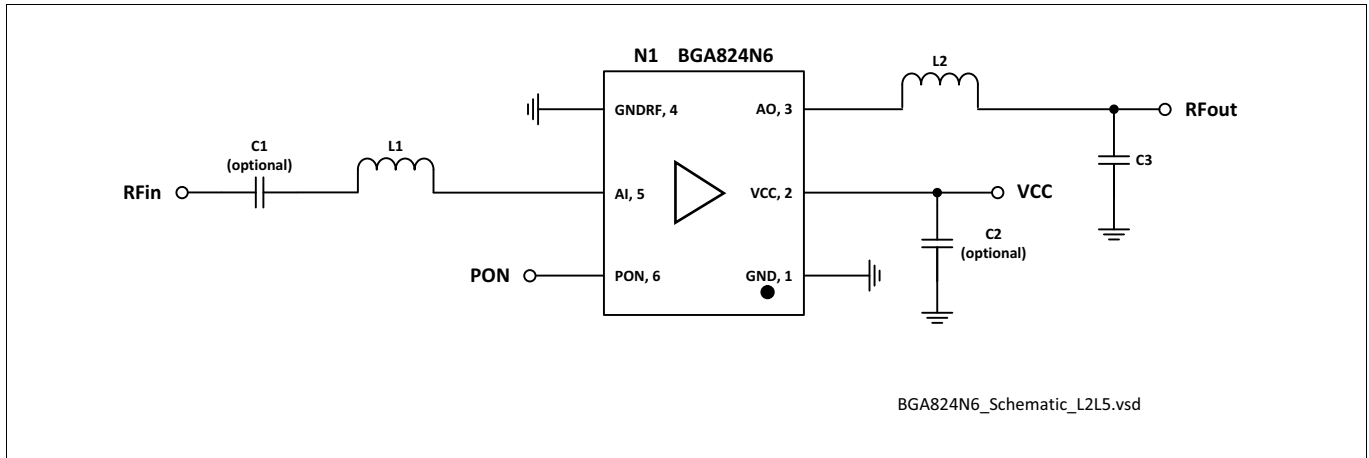 N1 BGA824N6
L2
GNDRF, 4
AO, 3
RFout
C1
(optional)
L1
C3
RFin
AI, 5
VCC, 2
VCC
C2
(optional)
PON
PON, 6
GND, 1
BGA824N6_Schematic_L2L5.vsd